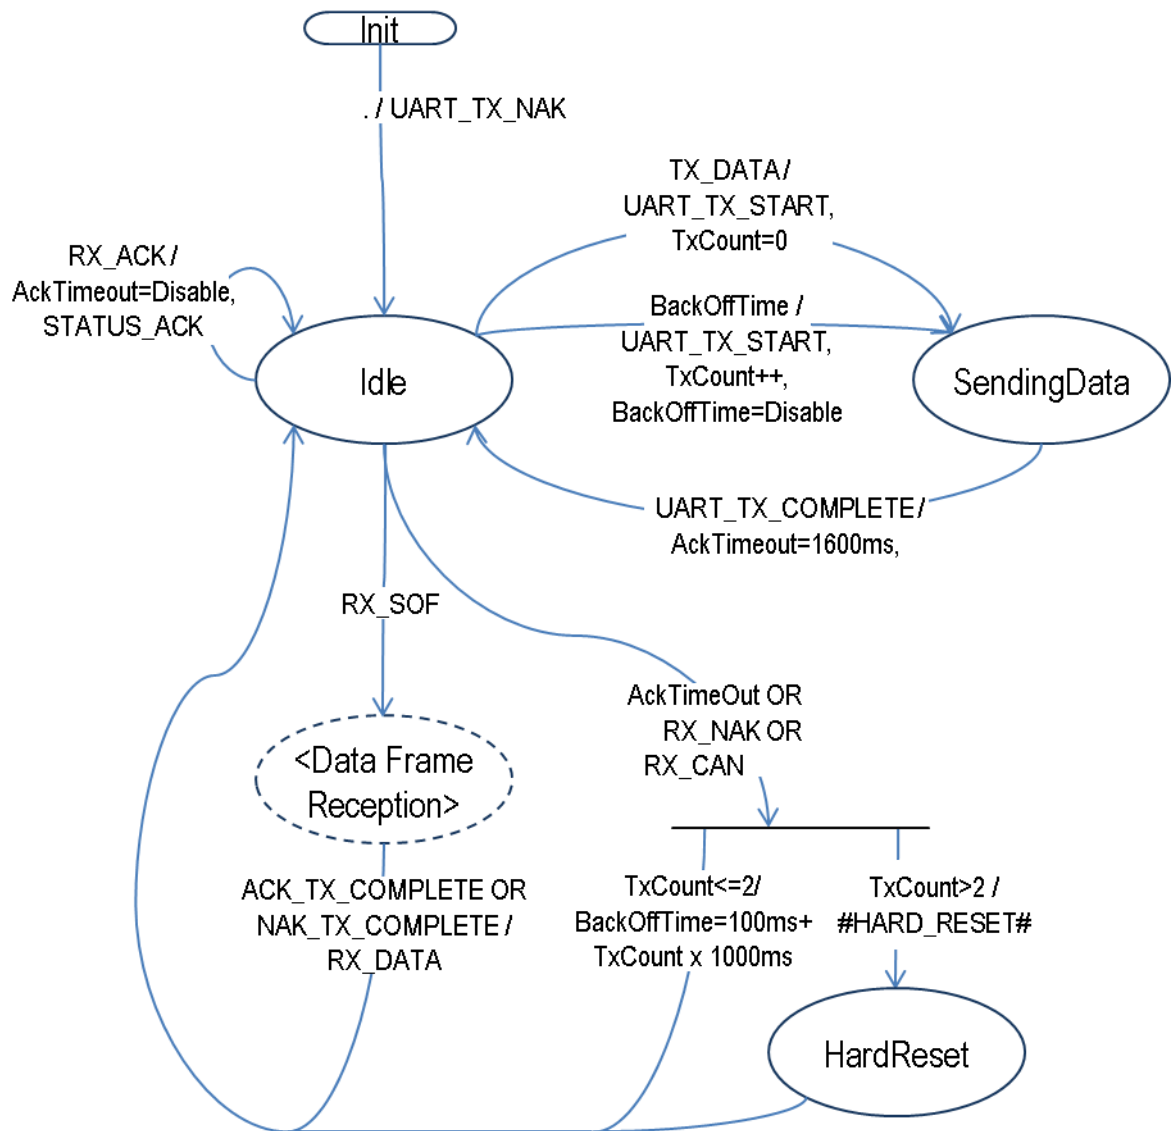 Init
. / UART_TX_NAK
TX_DATA /
UART_TX_START,
TxCount=0
RX_ACK /
AckTimeout=Disable,
STATUS_ACK
BackOffTime /
UART_TX_START,
TxCount++,
BackOffTime=Disable
Idle
SendingData
UART_TX_COMPLETE /
AckTimeout=1600ms,
RX_SOF
AckTimeOut OR
RX_NAK OR
RX_CAN
<Data Frame
Reception>
ACK_TX_COMPLETE OR
NAK_TX_COMPLETE /
RX_DATA
TxCount<=2/
BackOffTime=100ms+
TxCount x 1000ms
TxCount>2 /
#HARD_RESET#
HardReset